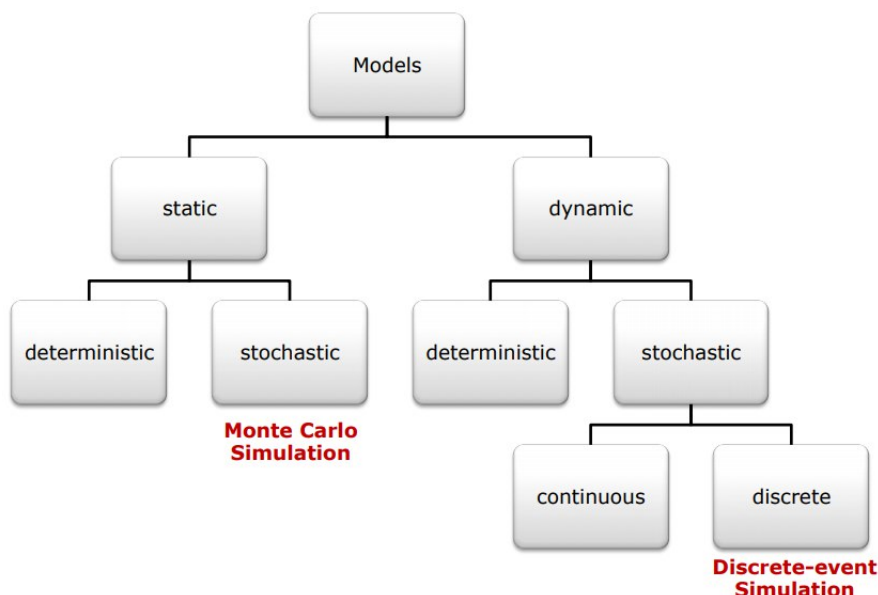 Models
static
dynamic
deterministic
stochastic
deterministic
stochastic
Monte Carlo
Simulation
continuous
discrete
Discrete-event
Simulation